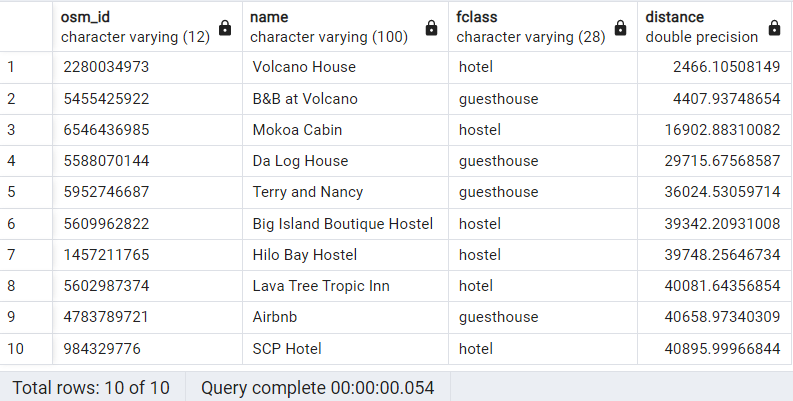 osm_id name fclass distance
character varying (12) character varying (100) character varying (28) double precision
1 2280034973 Volcano House hotel 2466.10508149
2 5455425922 B&B at Volcano guesthouse 4407.93748654
3 6546436985 Mokoa Cabin hostel 16902.88310082
4 5588070144 Da Log House guesthouse 29715.67568587
5 5952746687 Terry and Nancy guesthouse 36024.53059714
6 5609962822 Big Island Boutique Hostel hostel 39342.20931008
7 1457211765 Hilo Bay Hostel hostel 39748.25646734
8 5602987374 Lava Tree Tropic Inn hotel 40081.64356854
9 4783789721 Airbnb guesthouse 40658.97340309
10 984329776 SCP Hotel hotel 40895.99966844
Total rows: 10 of 10 Query complete 00:00:00.054